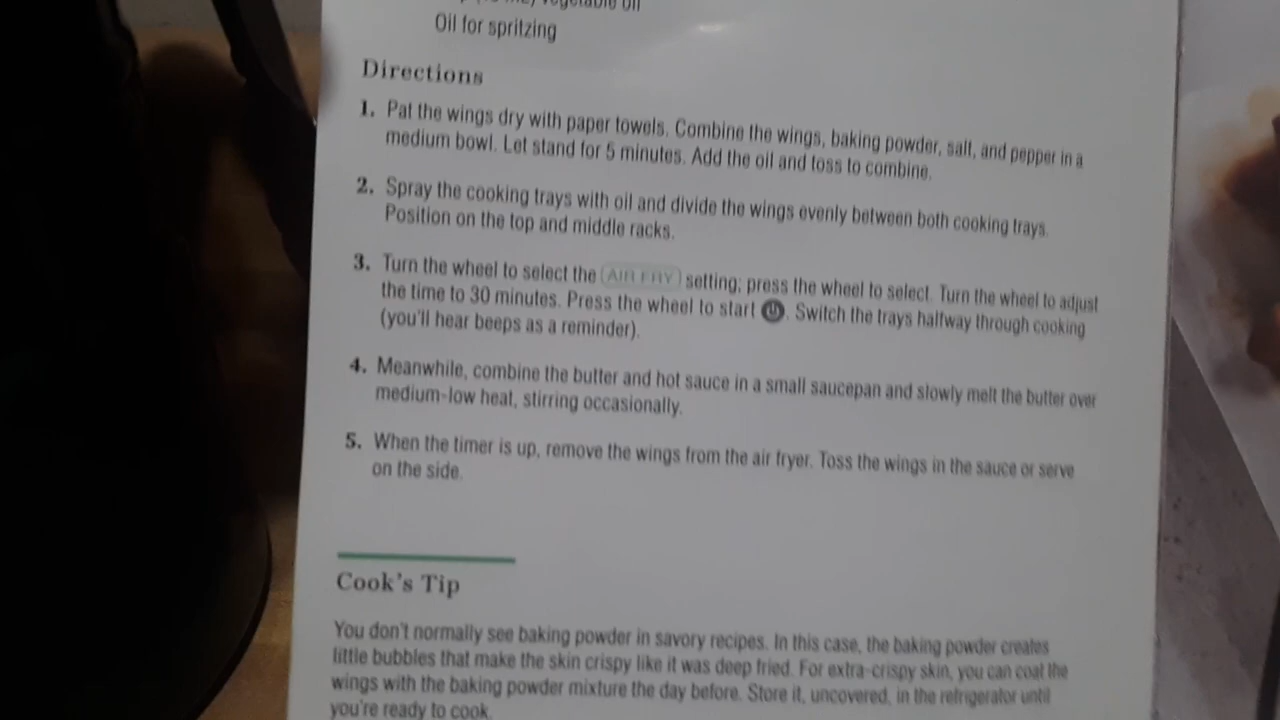 vegetable oil
Oil for spritzing
Directions
1. Pat the wings dry with paper towels. Combine the wings, baking powder, salt, and pepper in a
medium bowl. Let stand for 5 minutes. Add the oil and toss to combine.
2. Spray the cooking trays with oil and divide the wings evenly between both cooking trays.
Position on the top and middle racks.
3. Turn the wheel to select the AIR FRY setting; press the wheel to select. Turn the wheel to adjust
the time to 30 minutes. Press the wheel to start . Switch the trays halfway through cooking
(you'll hear beeps as a reminder).
4. Meanwhile, combine the butter and hot sauce in a small saucepan and slowly melt the butter over
medium-low heat, stirring occasionally.
5. When the timer is up, remove the wings from the air fryer. Toss the wings in the sauce or serve
on the side.
Cook's Tip
You don't normally see baking powder in savory recipes. In this case, the baking powder creates
little bubbles that make the skin crispy like it was deep fried. For extra-crispy skin, you can coat the
wings with the baking powder mixture the day before. Store it, uncovered, in the refrigerator until
you're ready to cook.